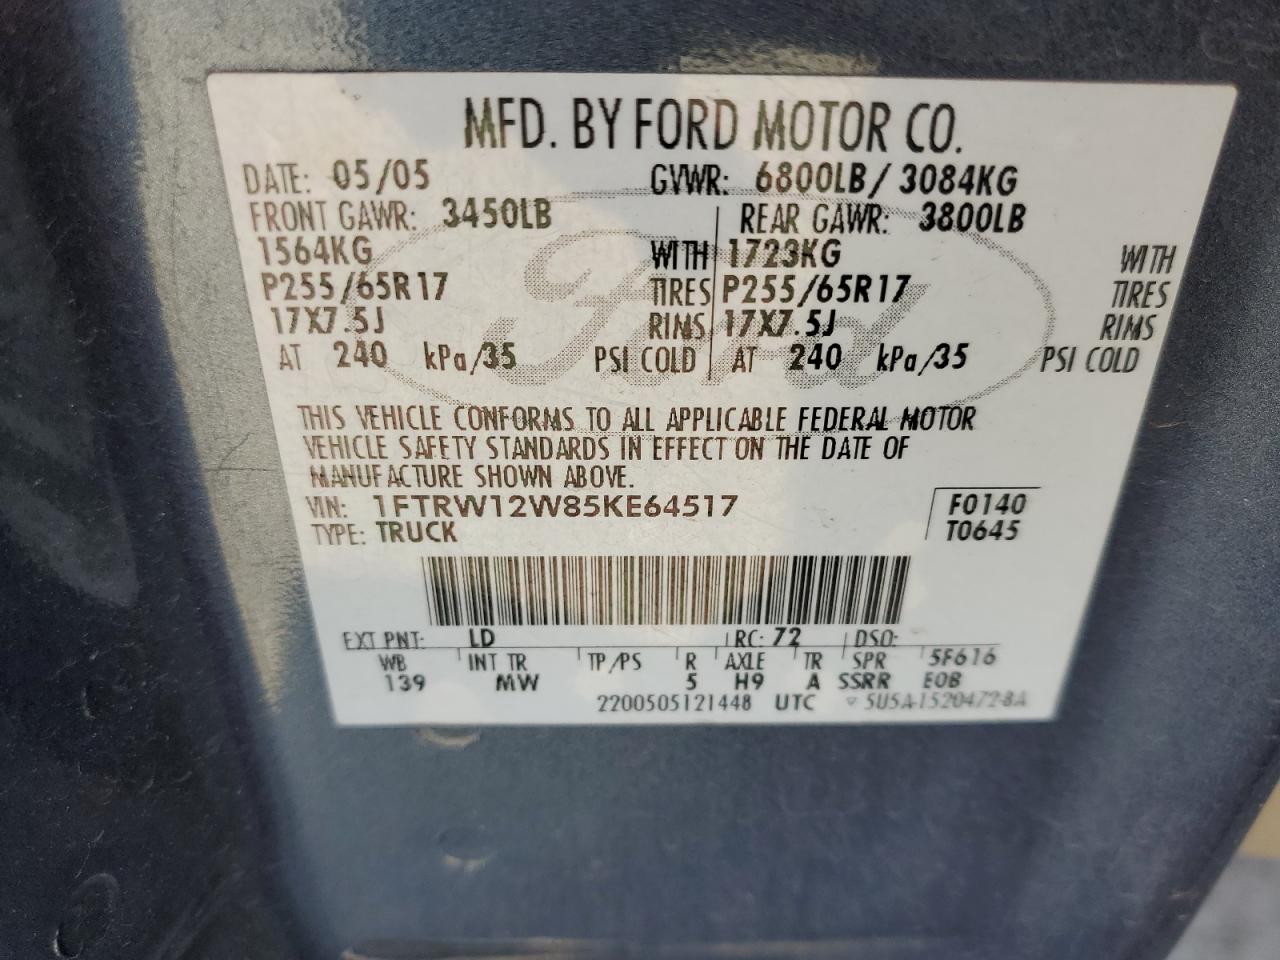 MFD. BY FORD MOTOR CO.
DATE: 05/05 GVWR: 6800LB/ 3084KG
FRONT GAWR: 3450LB REAR GAWR: 3800LB
1564KG WITH 1723KG WITH
P255/65R17 TIRES P255/65R17 TIRES
17X7.5J RIMS 17X7.5J RIMS
AT 240 kPa/35 PSI COLD AT 240 kPa/35 PSI COLD
Ford
THIS VEHICLE CONFORMS TO ALL APPLICABLE FEDERAL MOTOR
VEHICLE SAFETY STANDARDS IN EFFECT ON THE DATE OF
MANUFACTURE SHOWN ABOVE.
VIN: 1FTRW12W85KE64517 F0140
TYPE: TRUCK T0645
EXT PNT: LD RC: 72 DSO:
WB INT TR TP/PS R AXLE TR SPR 5F616
139 MW 5 H9 A SSRR EOB
2200505121448 UTC ▽ 5U5A-1520472-BA